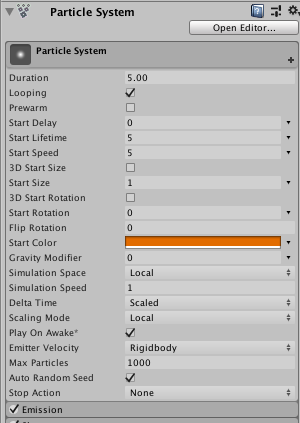 Particle System
Open Editor...
Particle System
Duration 5.00
Looping
Prewarm
Start Delay 0
Start Lifetime 5
Start Speed 5
3D Start Size
Start Size 1
3D Start Rotation
Start Rotation 0
Flip Rotation 0
Start Color
Gravity Modifier 0
Simulation Space Local
Simulation Speed 1
Delta Time Scaled
Scaling Mode Local
Play On Awake*
Emitter Velocity Rigidbody
Max Particles 1000
Auto Random Seed
Stop Action None
Emission